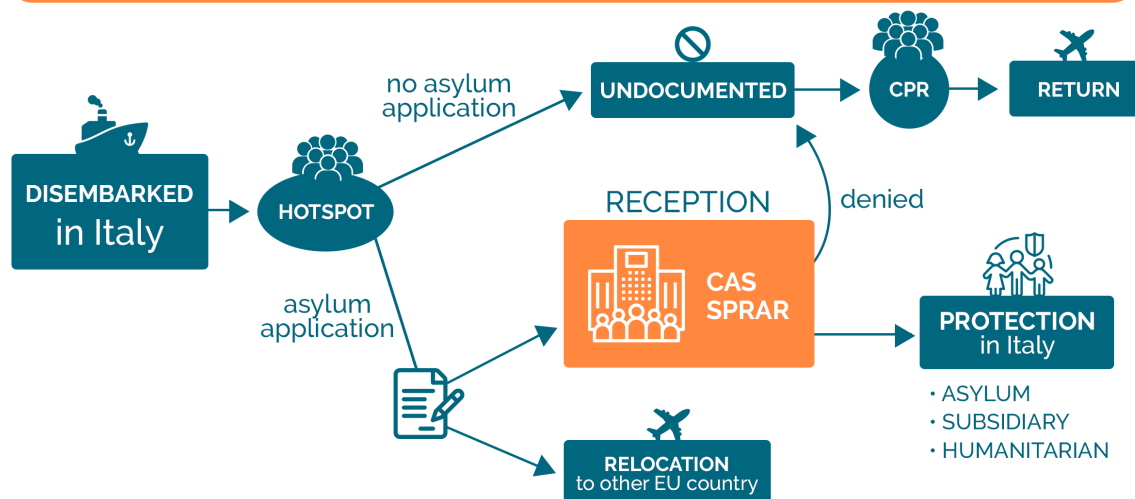 no asylum
application
UNDOCUMENTED
CPR
RETURN
DISEMBARKED
in Italy
HOTSPOT
RECEPTION
denied
CAS
SPRAR
asylum
application
PROTECTION
in Italy
• ASYLUM
• SUBSIDIARY
• HUMANITARIAN
RELOCATION
to other EU country